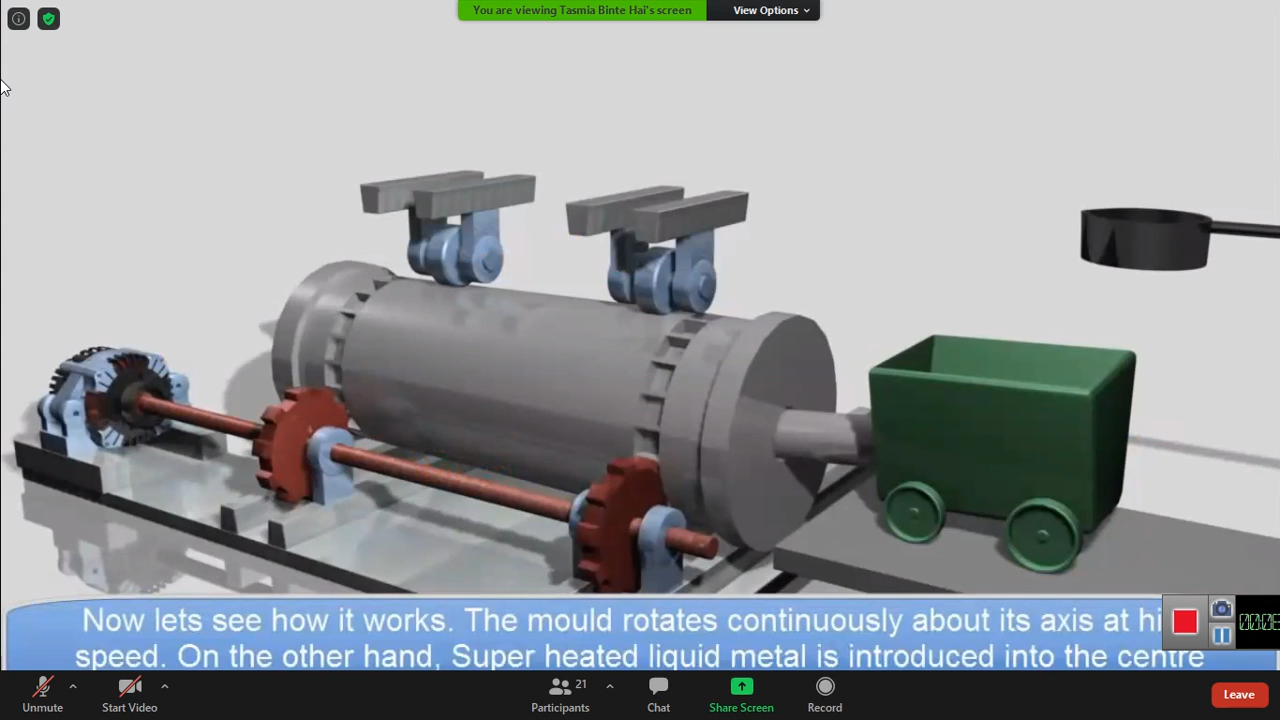 You are viewing Tasmia Binte Hai's screen
View Options
Now lets see how it works. The mould rotates continuously about its axis at hi
speed. On the other hand, Super heated liquid metal is introduced into the centre
Unmute
Start Video
21
Participants
Chat
Share Screen
Record
Leave